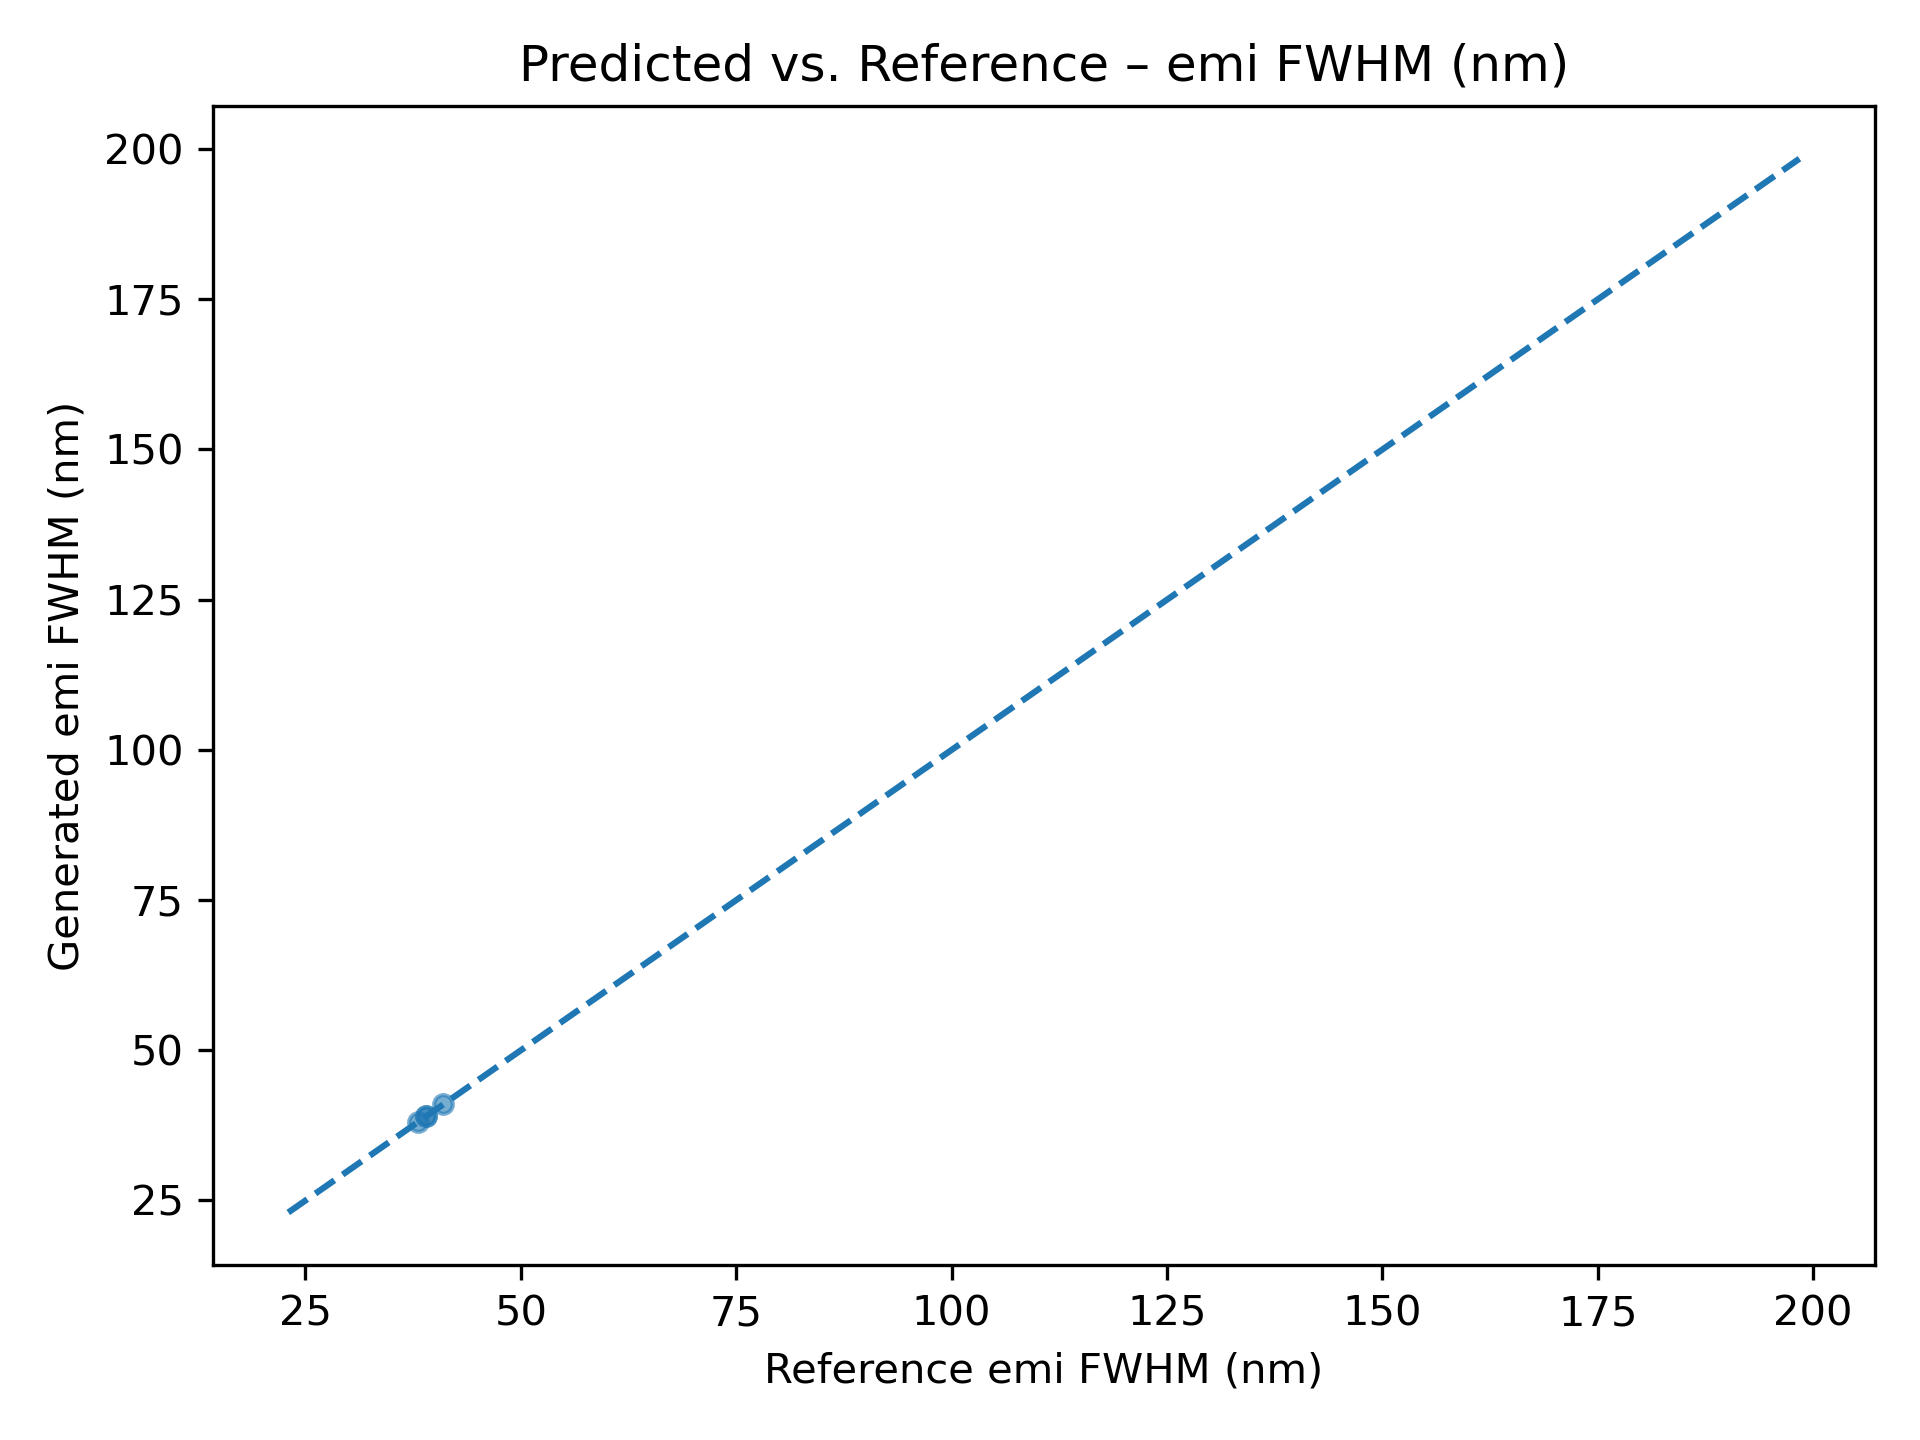 Predicted vs. Reference – emi FWHM (nm)
Generated emi FWHM (nm)
200
175
150
125
100
75
50
25
25 50 75 100 125 150 175 200
Reference emi FWHM (nm)